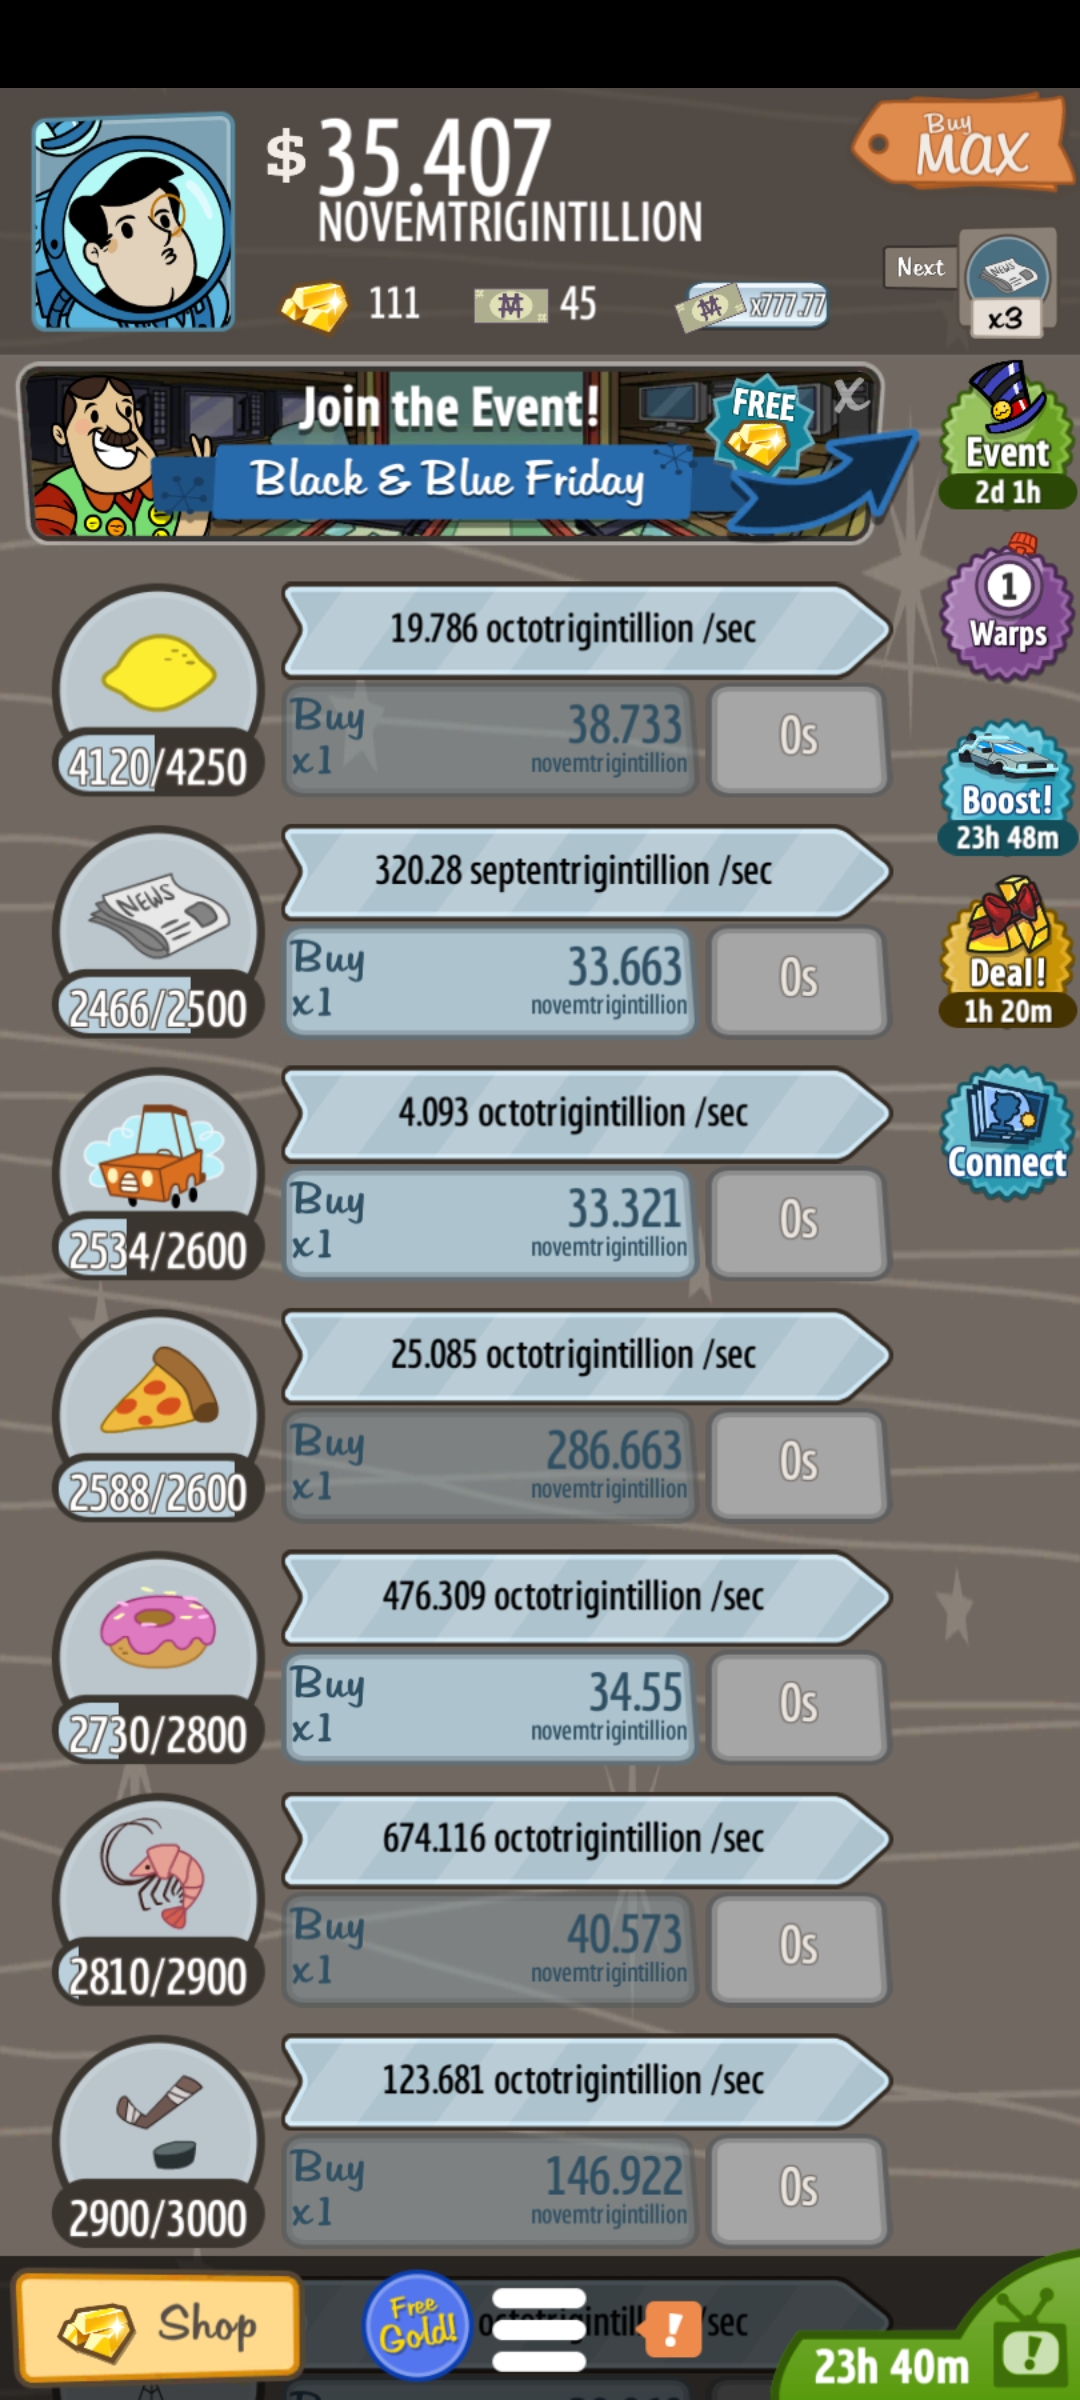 $ 35.407
NOVEMTRIGINTILLION
Buy
MAX
111
45
x777.77
Next
NEWS
x3
Join the Event!
FREE
X
Black & Blue Friday
Event
2d 1h
19.786 octotrigintillion /sec
1
Warps
Buy
x1
38.733
novemtrigintillion
0s
4120/4250
Boost!
23h 48m
320.28 septentrigintillion /sec
NEWS
Buy
x1
33.663
novemtrigintillion
0s
2466/2500
Deal!
1h 20m
4.093 octotrigintillion /sec
Connect
Buy
x1
33.321
novemtrigintillion
0s
2534/2600
25.085 octotrigintillion /sec
Buy
x1
286.663
novemtrigintillion
0s
2588/2600
476.309 octotrigintillion /sec
Buy
x1
34.55
novemtrigintillion
0s
2730/2800
674.116 octotrigintillion /sec
Buy
x1
40.573
novemtrigintillion
0s
2810/2900
123.681 octotrigintillion /sec
Buy
x1
146.922
novemtrigintillion
0s
2900/3000
Shop
Free
Gold!
!
/sec
!
23h 40m